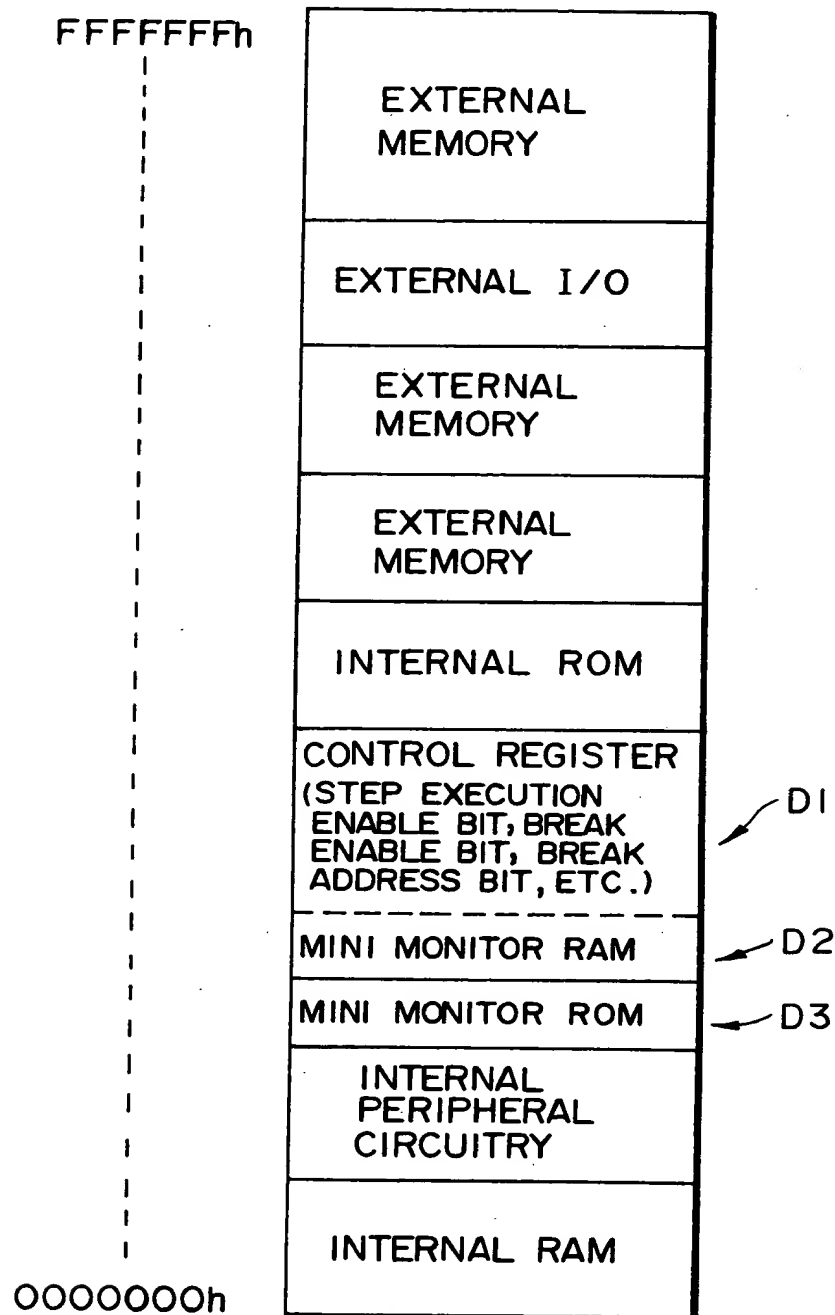 FFFFFFFh
EXTERNAL
MEMORY
EXTERNAL I/O
EXTERNAL
MEMORY
EXTERNAL
MEMORY
INTERNAL ROM
CONTROL REGISTER
(STEP EXECUTION
ENABLE BIT, BREAK
ENABLE BIT, BREAK
ADDRESS BIT, ETC.)
D1
MINI MONITOR RAM
D2
MINI MONITOR ROM
D3
INTERNAL
PERIPHERAL
CIRCUITRY
INTERNAL RAM
0000000h